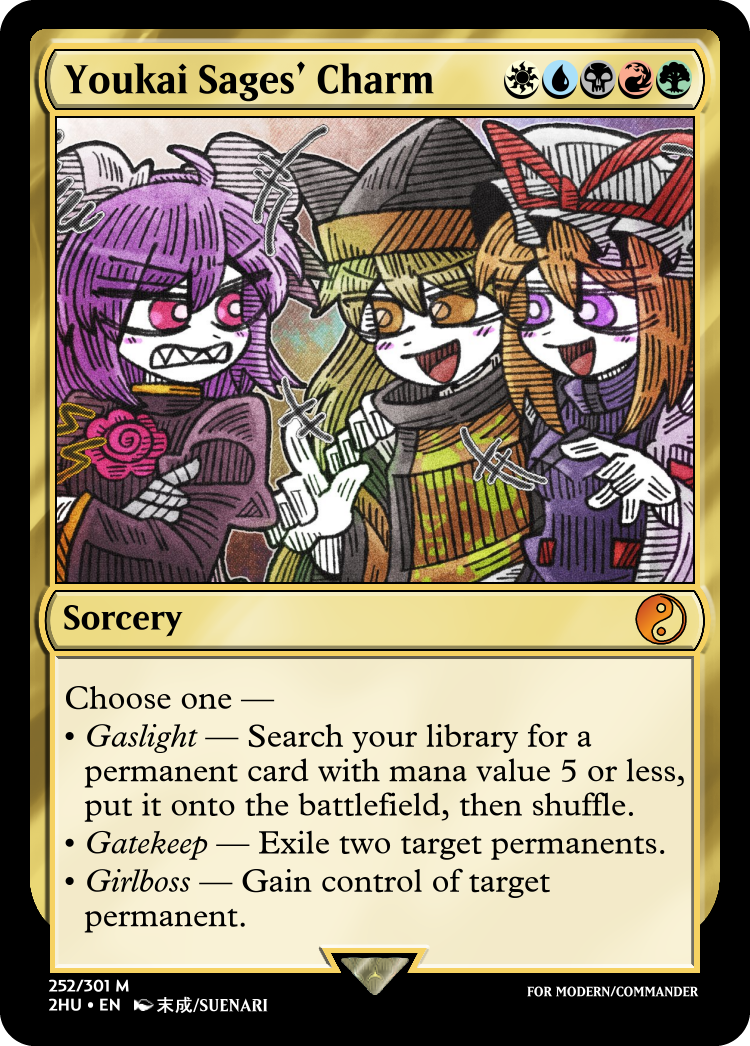 Youkai Sages' Charm
Sorcery
Choose one —
• Gaslight — Search your library for a
permanent card with mana value 5 or less,
put it onto the battlefield, then shuffle.
• Gatekeep — Exile two target permanents.
• Girlboss — Gain control of target
permanent.
252/301 M
2HU • EN 末成/SUENARI
FOR MODERN/COMMANDER